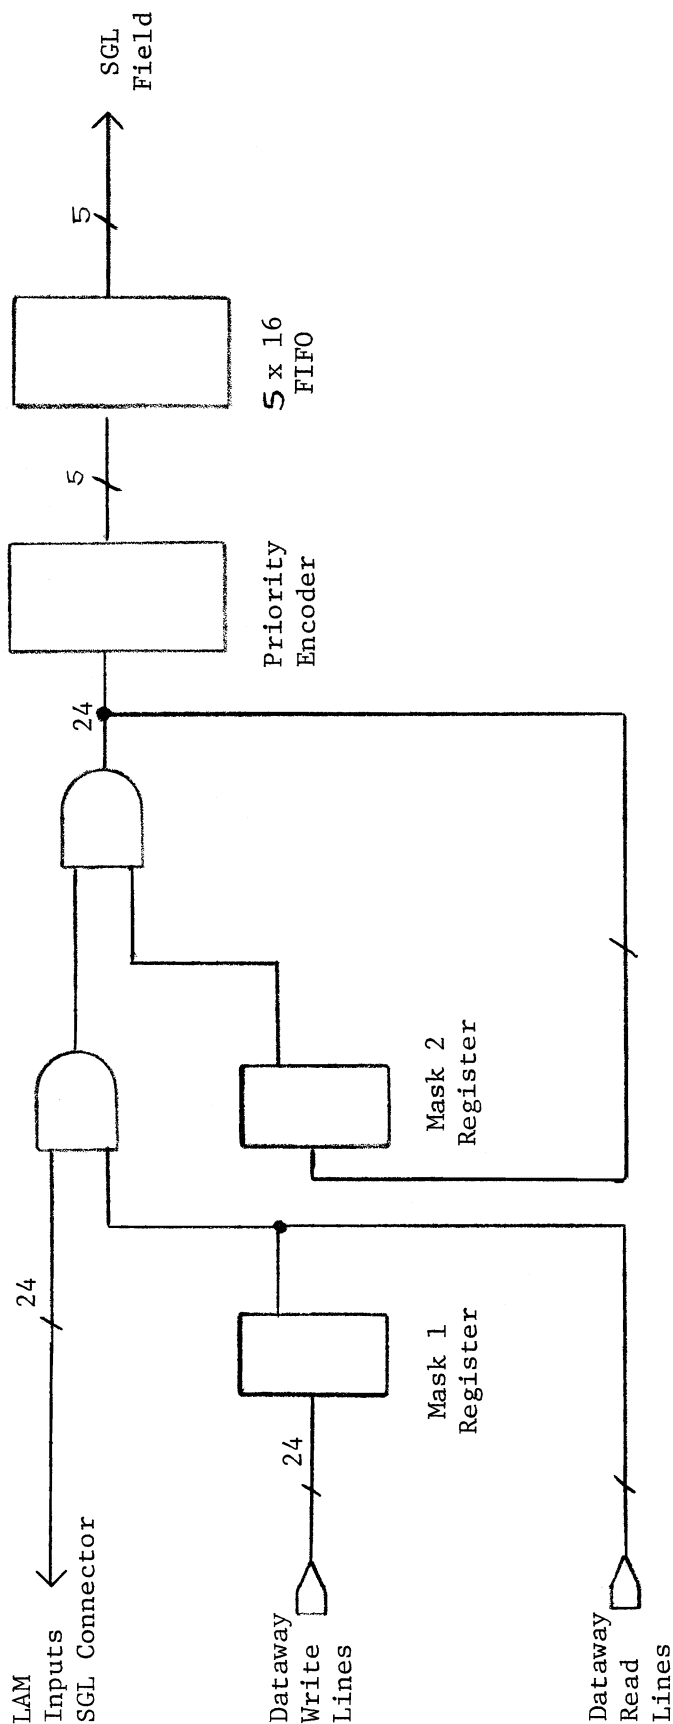 LAM
Inputs
SGL Connector
24
Dataway
Write
Lines
24
Dataway
Read
Lines
Mask 1
Register
Mask 2
Register
24
Priority
Encoder
5
5 x 16
FIFO
5
SGL
Field